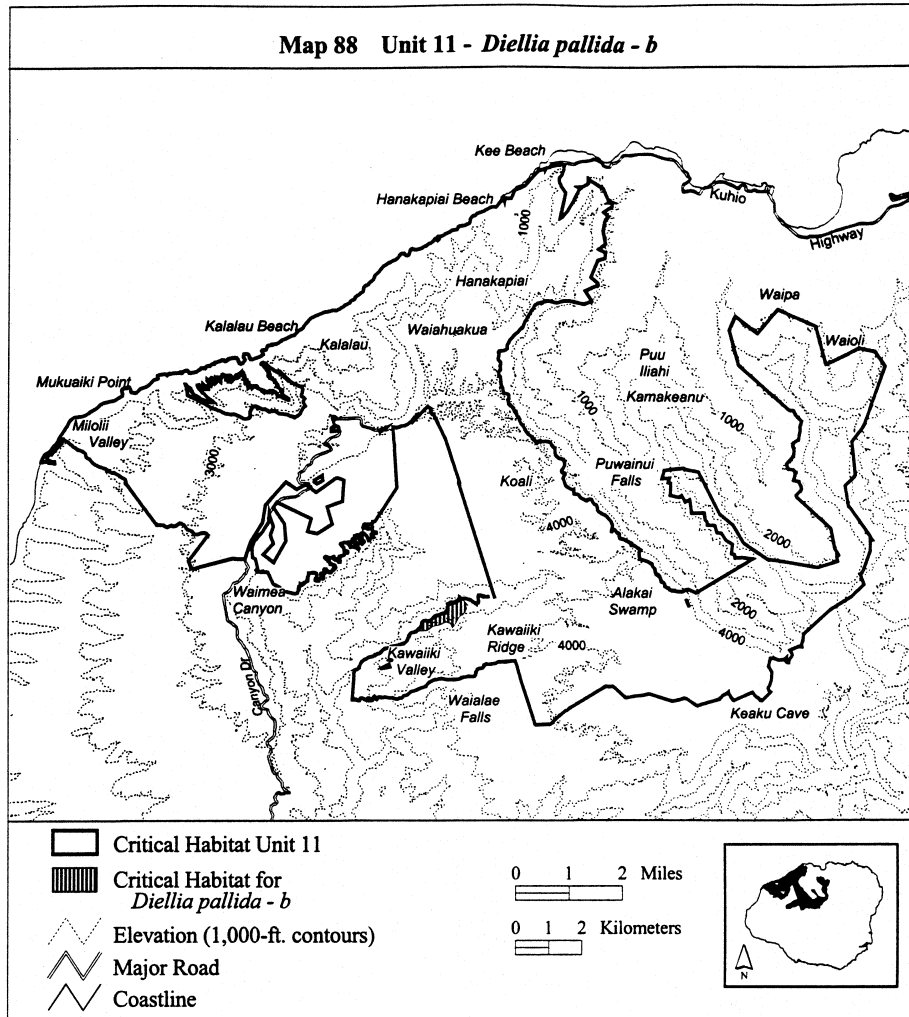 Map 88 Unit 11 - Diellia pallida - b
Kee Beach
Hanakapiai Beach
Kuhio
Highway
1000
Hanakapiai
Waipa
Kalalau Beach
Kalalau
Waiahuakua
Waioli
Puu
Iliahi
Mukuaiki Point
Kamakeanu
1000
1000
Milolii
Valley
3000
Puwainui
Falls
Koali
4000
2000
Waimea
Canyon
Alakai
Swamp
2000
4000
Kawaiiki
Ridge
4000
Kawaiiki
Valley
Canyon Dr
Waialae
Falls
Keaku Cave
Critical Habitat Unit 11
Critical Habitat for
Diellia pallida - b
Elevation (1,000-ft. contours)
Major Road
Coastline
0 1 2 Miles
0 1 2 Kilometers
N